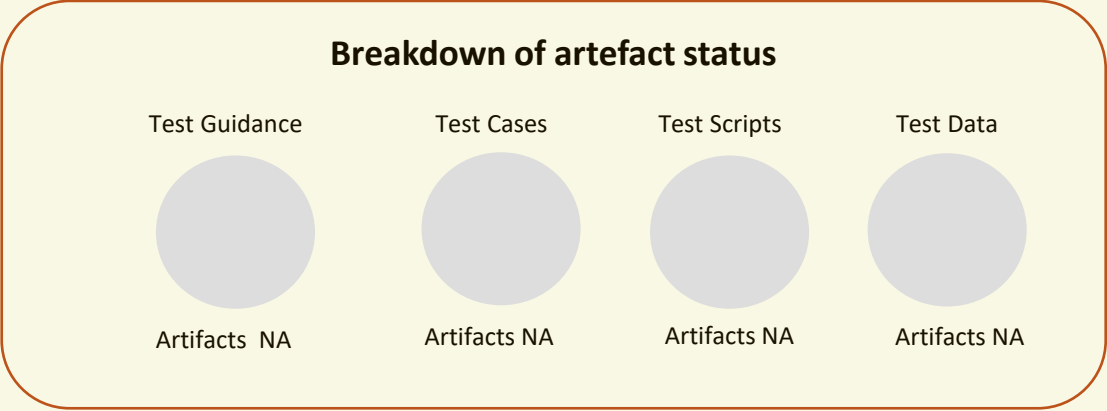 Breakdown of artefact status
Test Guidance Test Cases Test Scripts Test Data
Artifacts  NA Artifacts NA Artifacts NA Artifacts NA